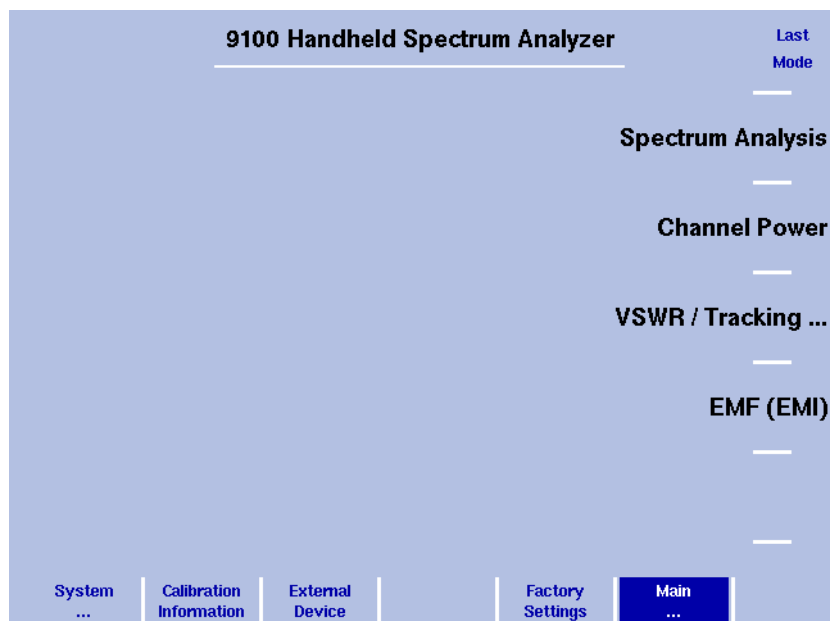 9100 Handheld Spectrum Analyzer
Last
Mode
Spectrum Analysis
Channel Power
VSWR / Tracking ...
EMF (EMI)
System
...
Calibration
Information
External
Device
Factory
Settings
Main
...